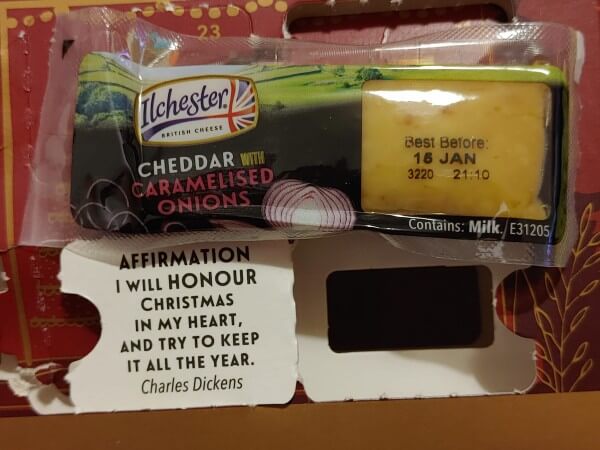 23
Ilchester
BRITISH CHEESE
CHEDDAR WITH
CARAMELISED
ONIONS
Best Before:
15 JAN
3220 21:10
Contains: Milk. E31205
AFFIRMATION
I WILL HONOUR
CHRISTMAS
IN MY HEART,
AND TRY TO KEEP
IT ALL THE YEAR.
Charles Dickens